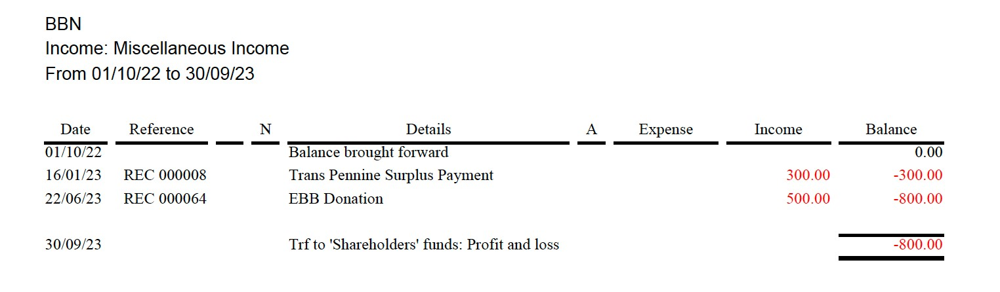 BBN
Income: Miscellaneous Income
From 01/10/22 to 30/09/23
Date Reference N Details A Expense Income Balance
01/10/22 Balance brought forward 0.00
16/01/23 REC 000008 Trans Pennine Surplus Payment 300.00 -300.00
22/06/23 REC 000064 EBB Donation 500.00 -800.00
30/09/23 Trf to 'Shareholders' funds: Profit and loss -800.00